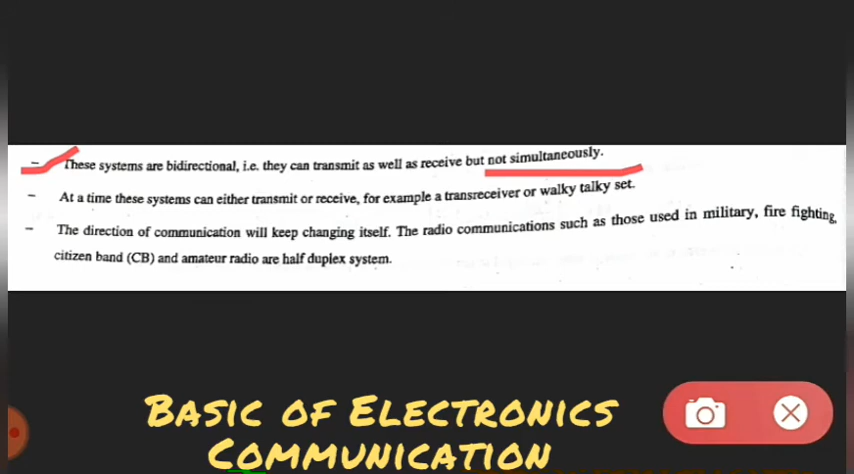 – These systems are bidirectional, i.e. they can transmit as well as receive but not simultaneously.
– At a time these systems can either transmit or receive, for example a transreceiver or walky talky set.
– The direction of communication will keep changing itself. The radio communications such as those used in military, fire fighting,
citizen band (CB) and amateur radio are half duplex system.
BASIC OF ELECTRONICS
COMMUNICATION